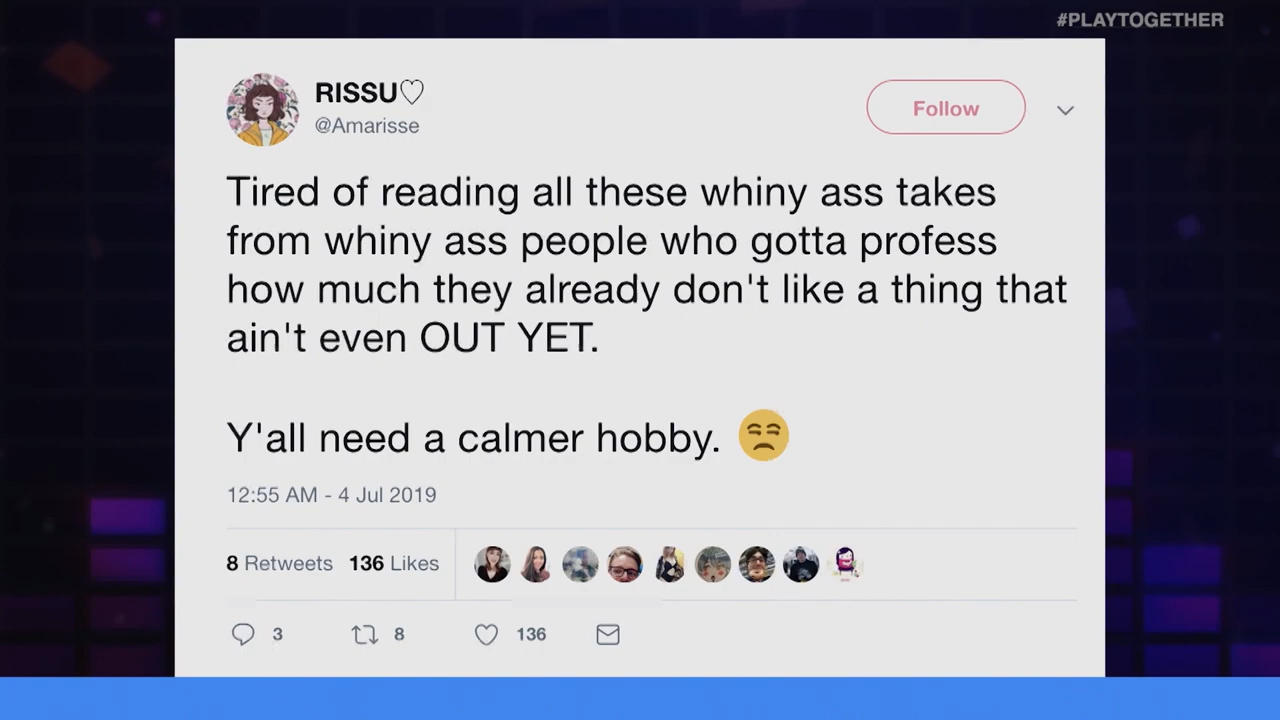 #PLAYTOGETHER
RISSU♡
@Amarisse
Follow
Tired of reading all these whiny ass takes
from whiny ass people who gotta profess
how much they already don't like a thing that
ain't even OUT YET.
Y'all need a calmer hobby. 😒
12:55 AM - 4 Jul 2019
8 Retweets 136 Likes
3 8 136